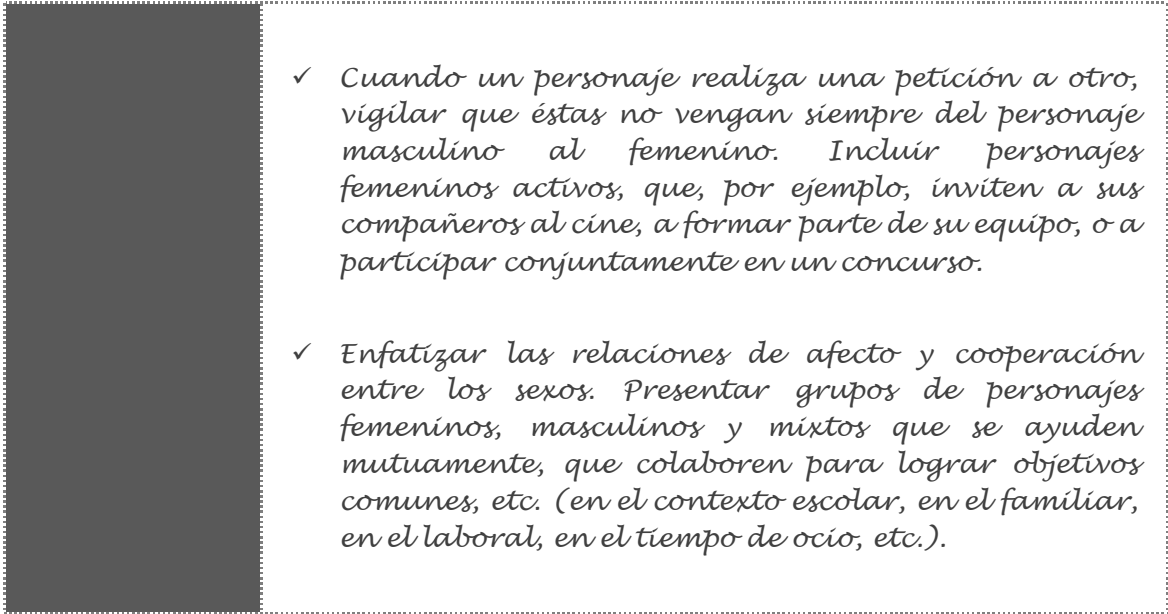 ✓ Cuando un personaje realiza una petición a otro,
vigilar que éstas no vengan siempre del personaje
masculino al femenino. Incluir personajes
femeninos activos, que, por ejemplo, inviten a sus
compañeros al cine, a formar parte de su equipo, o a
participar conjuntamente en un concurso.
✓ Enfatizar las relaciones de afecto y cooperación
entre los sexos. Presentar grupos de personajes
femeninos, masculinos y mixtos que se ayuden
mutuamente, que colaboren para lograr objetivos
comunes, etc. (en el contexto escolar, en el familiar,
en el laboral, en el tiempo de ocio, etc.).